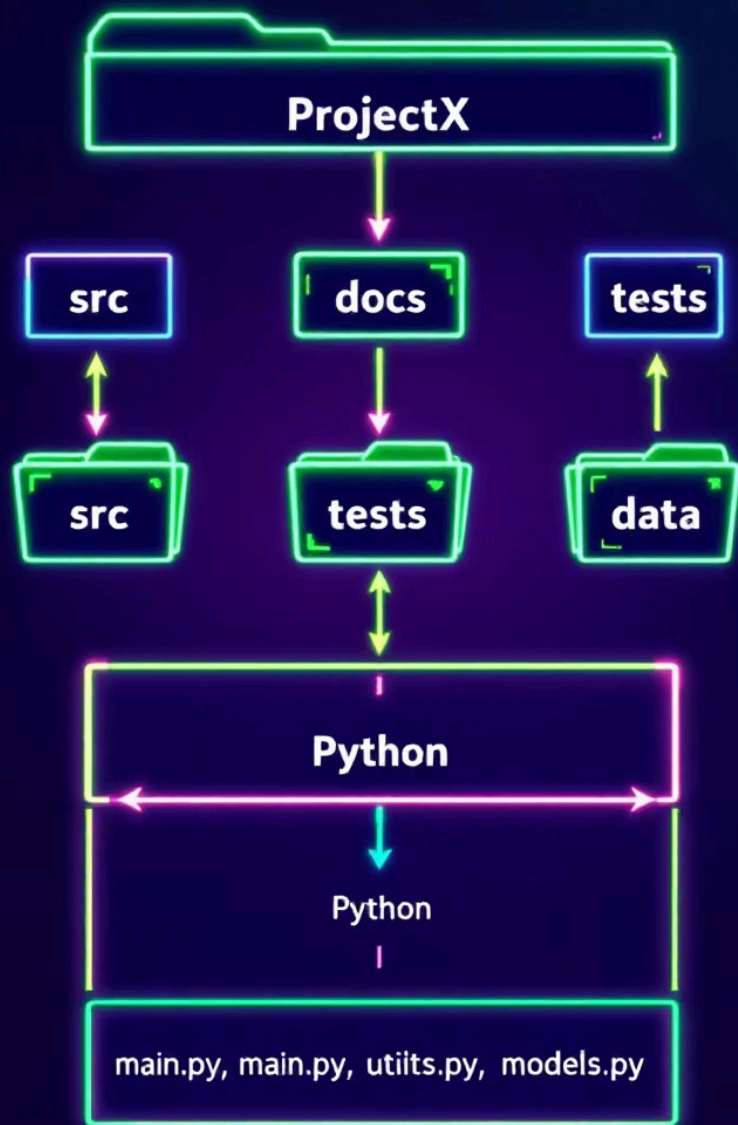 ProjectX
src docs tests
src tests data
Python
Python
main.py, main.py, utiits.py, models.py